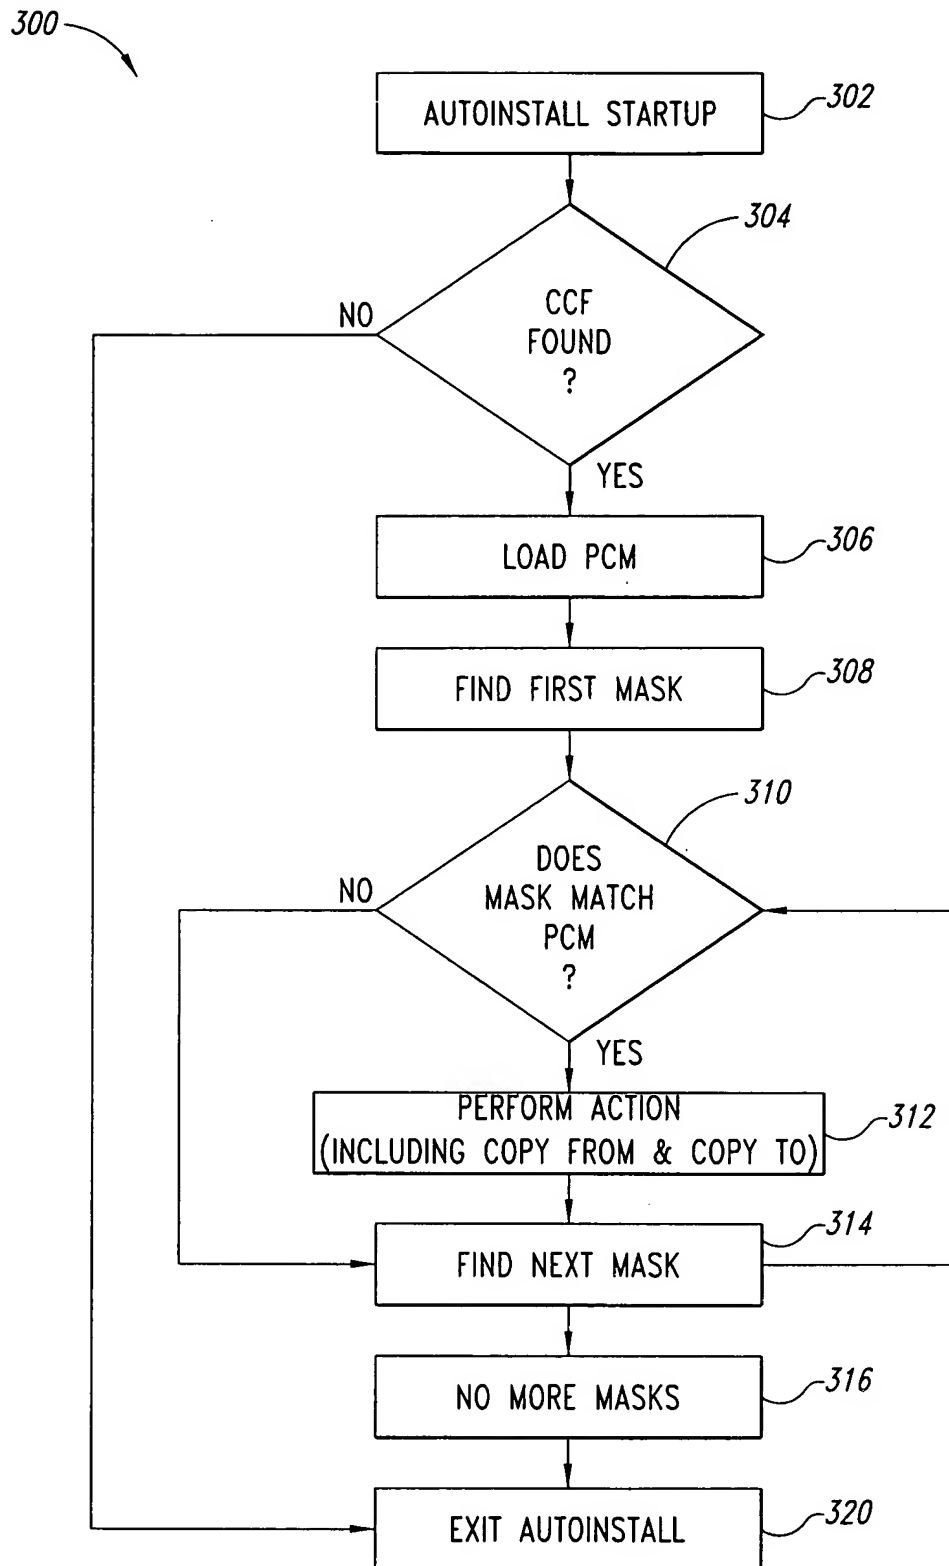 300
AUTOINSTALL STARTUP
302
304
CCF
FOUND
?
NO
YES
LOAD PCM
306
FIND FIRST MASK
308
310
DOES
MASK MATCH
PCM
?
NO
YES
PERFORM ACTION
(INCLUDING COPY FROM & COPY TO)
312
FIND NEXT MASK
314
NO MORE MASKS
316
EXIT AUTOINSTALL
320